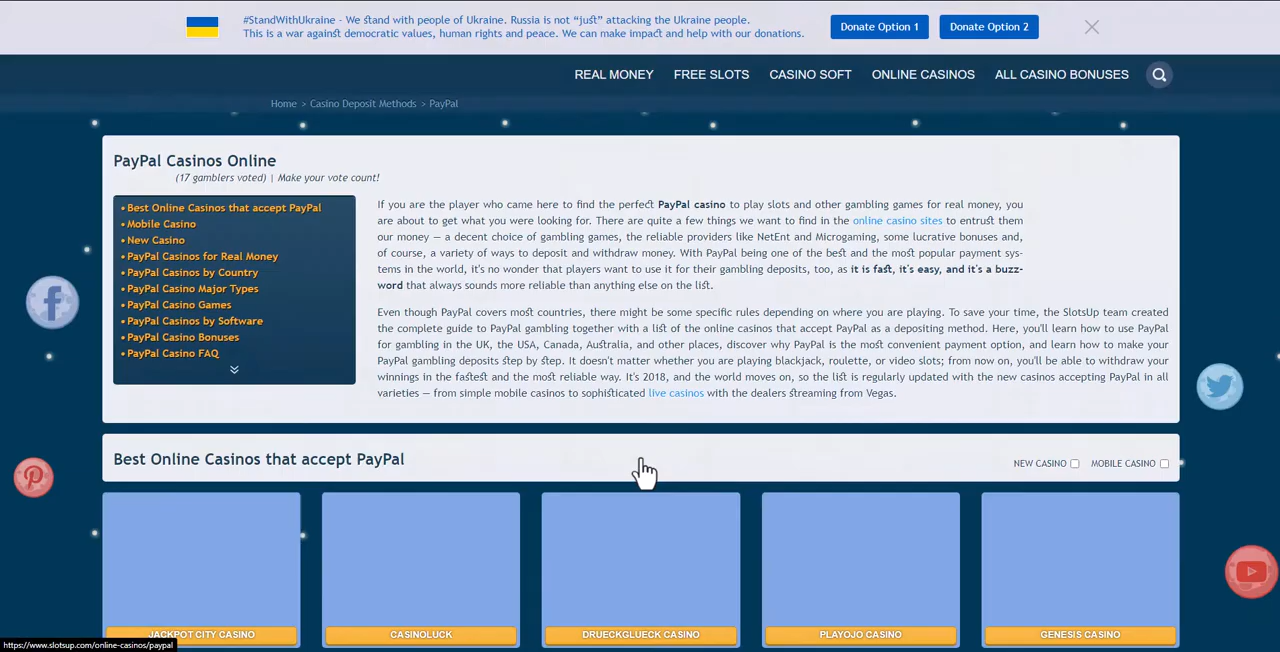 #StandWithUkraine - We stand with people of Ukraine. Russia is not “just” attacking the Ukraine people.
This is a war against democratic values, human rights and peace. We can make impact and help with our donations.
Donate Option 1
Donate Option 2
REAL MONEY
FREE SLOTS
CASINO SOFT
ONLINE CASINOS
ALL CASINO BONUSES
Home > Casino Deposit Methods > PayPal
PayPal Casinos Online
(17 gamblers voted) | Make your vote count!
• Best Online Casinos that accept PayPal
• Mobile Casino
• New Casino
• PayPal Casinos for Real Money
• PayPal Casinos by Country
• PayPal Casino Major Types
• PayPal Casino Games
• PayPal Casinos by Software
• PayPal Casino Bonuses
• PayPal Casino FAQ
If you are the player who came here to find the perfect PayPal casino to play slots and other gambling games for real money, you
are about to get what you were looking for. There are quite a few things we want to find in the online casino sites to entrust them
our money — a decent choice of gambling games, the reliable providers like NetEnt and Microgaming, some lucrative bonuses and,
of course, a variety of ways to deposit and withdraw money. With PayPal being one of the best and the most popular payment sys-
tems in the world, it's no wonder that players want to use it for their gambling deposits, too, as it is fast, it's easy, and it's a buzz-
word that always sounds more reliable than anything else on the list.
Even though PayPal covers most countries, there might be some specific rules depending on where you are playing. To save your time, the SlotsUp team created
the complete guide to PayPal gambling together with a list of the online casinos that accept PayPal as a depositing method. Here, you'll learn how to use PayPal
for gambling in the UK, the USA, Canada, Australia, and other places, discover why PayPal is the most convenient payment option, and learn how to make your
PayPal gambling deposits step by step. It doesn't matter whether you are playing blackjack, roulette, or video slots; from now on, you'll be able to withdraw your
winnings in the fastest and the most reliable way. It's 2018, and the world moves on, so the list is regularly updated with the new casinos accepting PayPal in all
varieties — from simple mobile casinos to sophisticated live casinos with the dealers streaming from Vegas.
Best Online Casinos that accept PayPal
NEW CASINO
MOBILE CASINO
JACKPOT CITY CASINO
CASINOLUCK
DRUECKGLUECK CASINO
PLAYOJO CASINO
GENESIS CASINO
https://www.slotsup.com/online-casinos/paypal